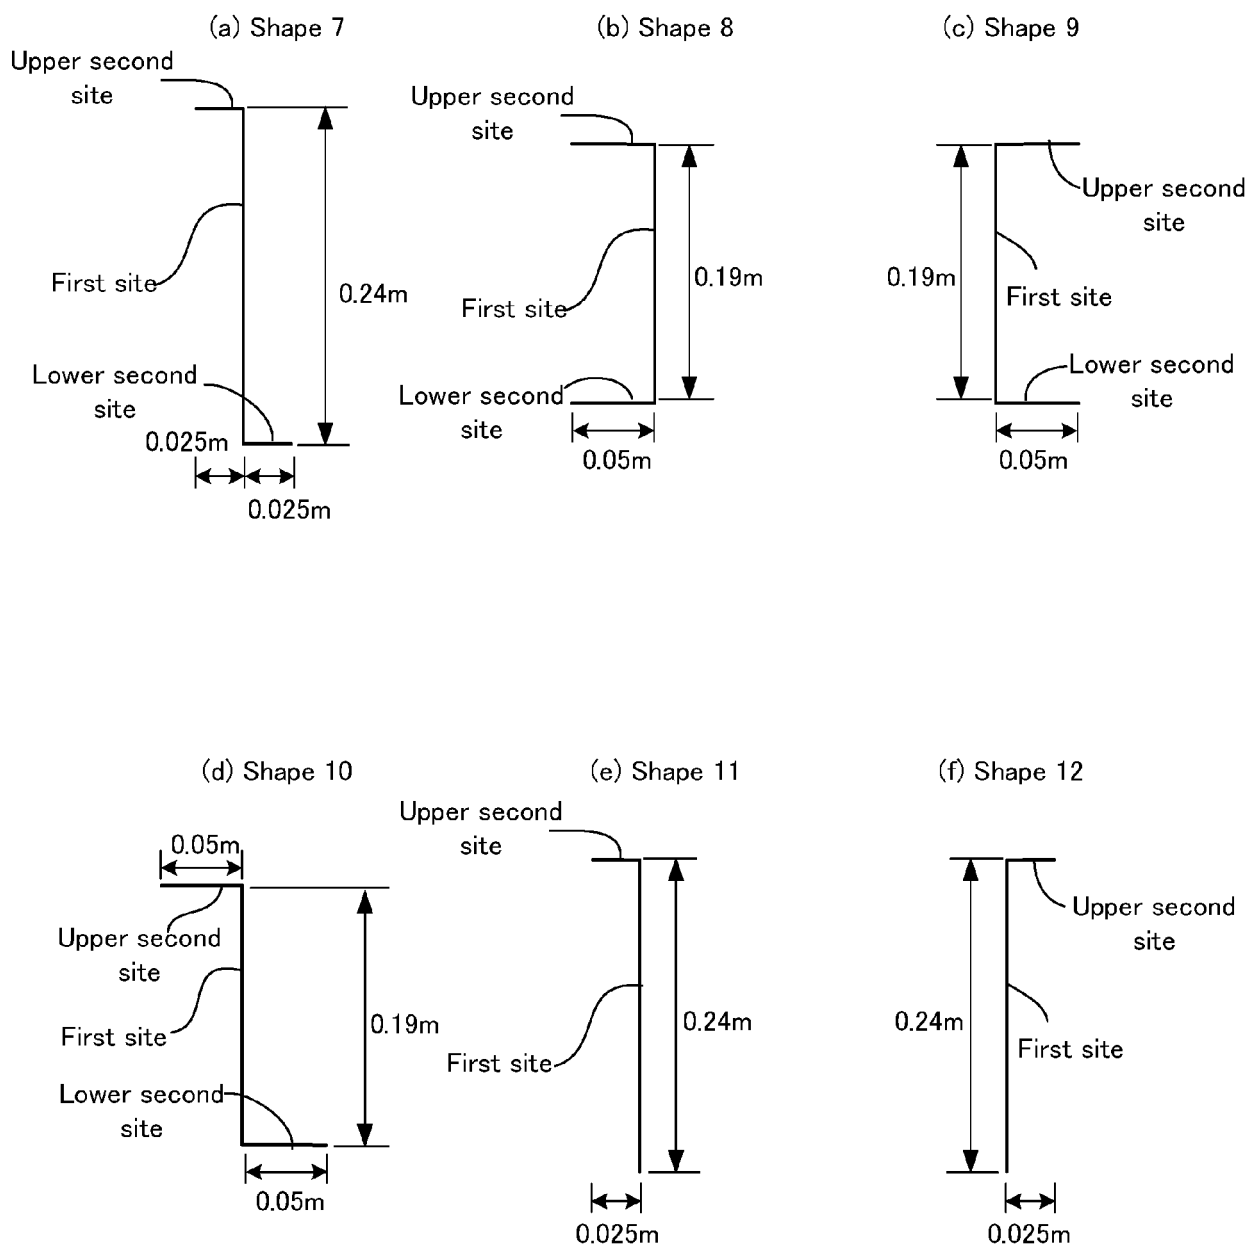 (a) Shape 7
Upper second
site
First site
0.24m
Lower second
site
0.025m
0.025m
(b) Shape 8
Upper second
site
0.19m
First site
Lower second
site
0.05m
(c) Shape 9
Upper second
site
0.19m
First site
Lower second
site
0.05m
(d) Shape 10
0.05m
Upper second
site
First site
0.19m
Lower second
site
0.05m
(e) Shape 11
Upper second
site
0.24m
First site
0.025m
(f) Shape 12
Upper second
site
0.24m
First site
0.025m